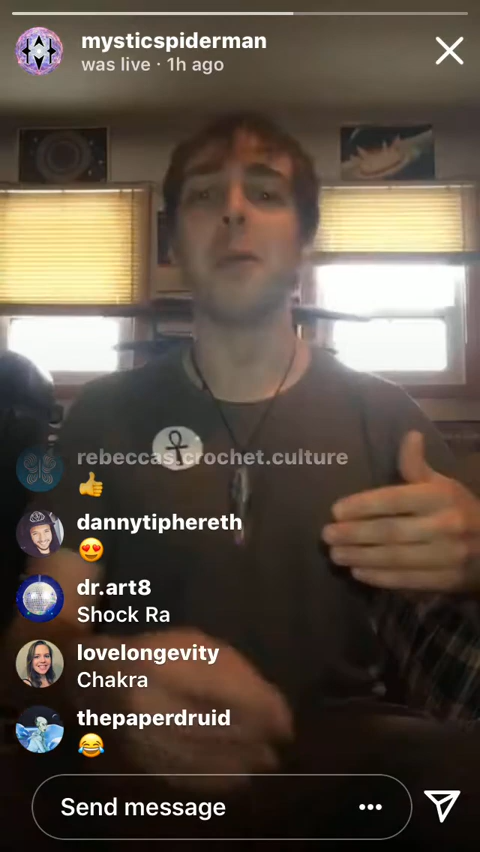 mysticspiderman
was live · 1h ago
rebeccas.crochet.culture
👍
dannytiphereth
😍
dr.art8
Shock Ra
lovelongevity
Chakra
thepaperdruid
😂
Send message